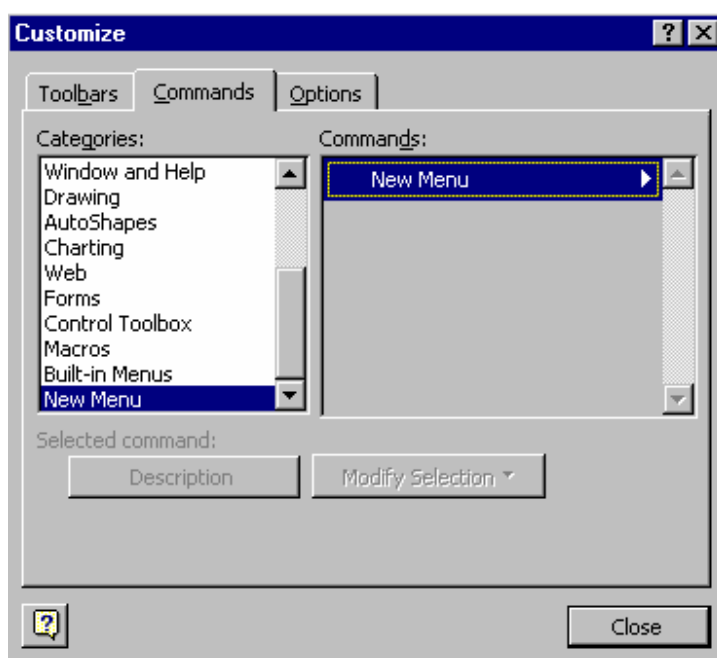 Customize
Toolbars Commands Options
Categories: Commands:
Window and Help
New Menu
Drawing
AutoShapes
Charting
Web
Forms
Control Toolbox
Macros
Built-in Menus
New Menu
Selected command:
Description Modify Selection
Close